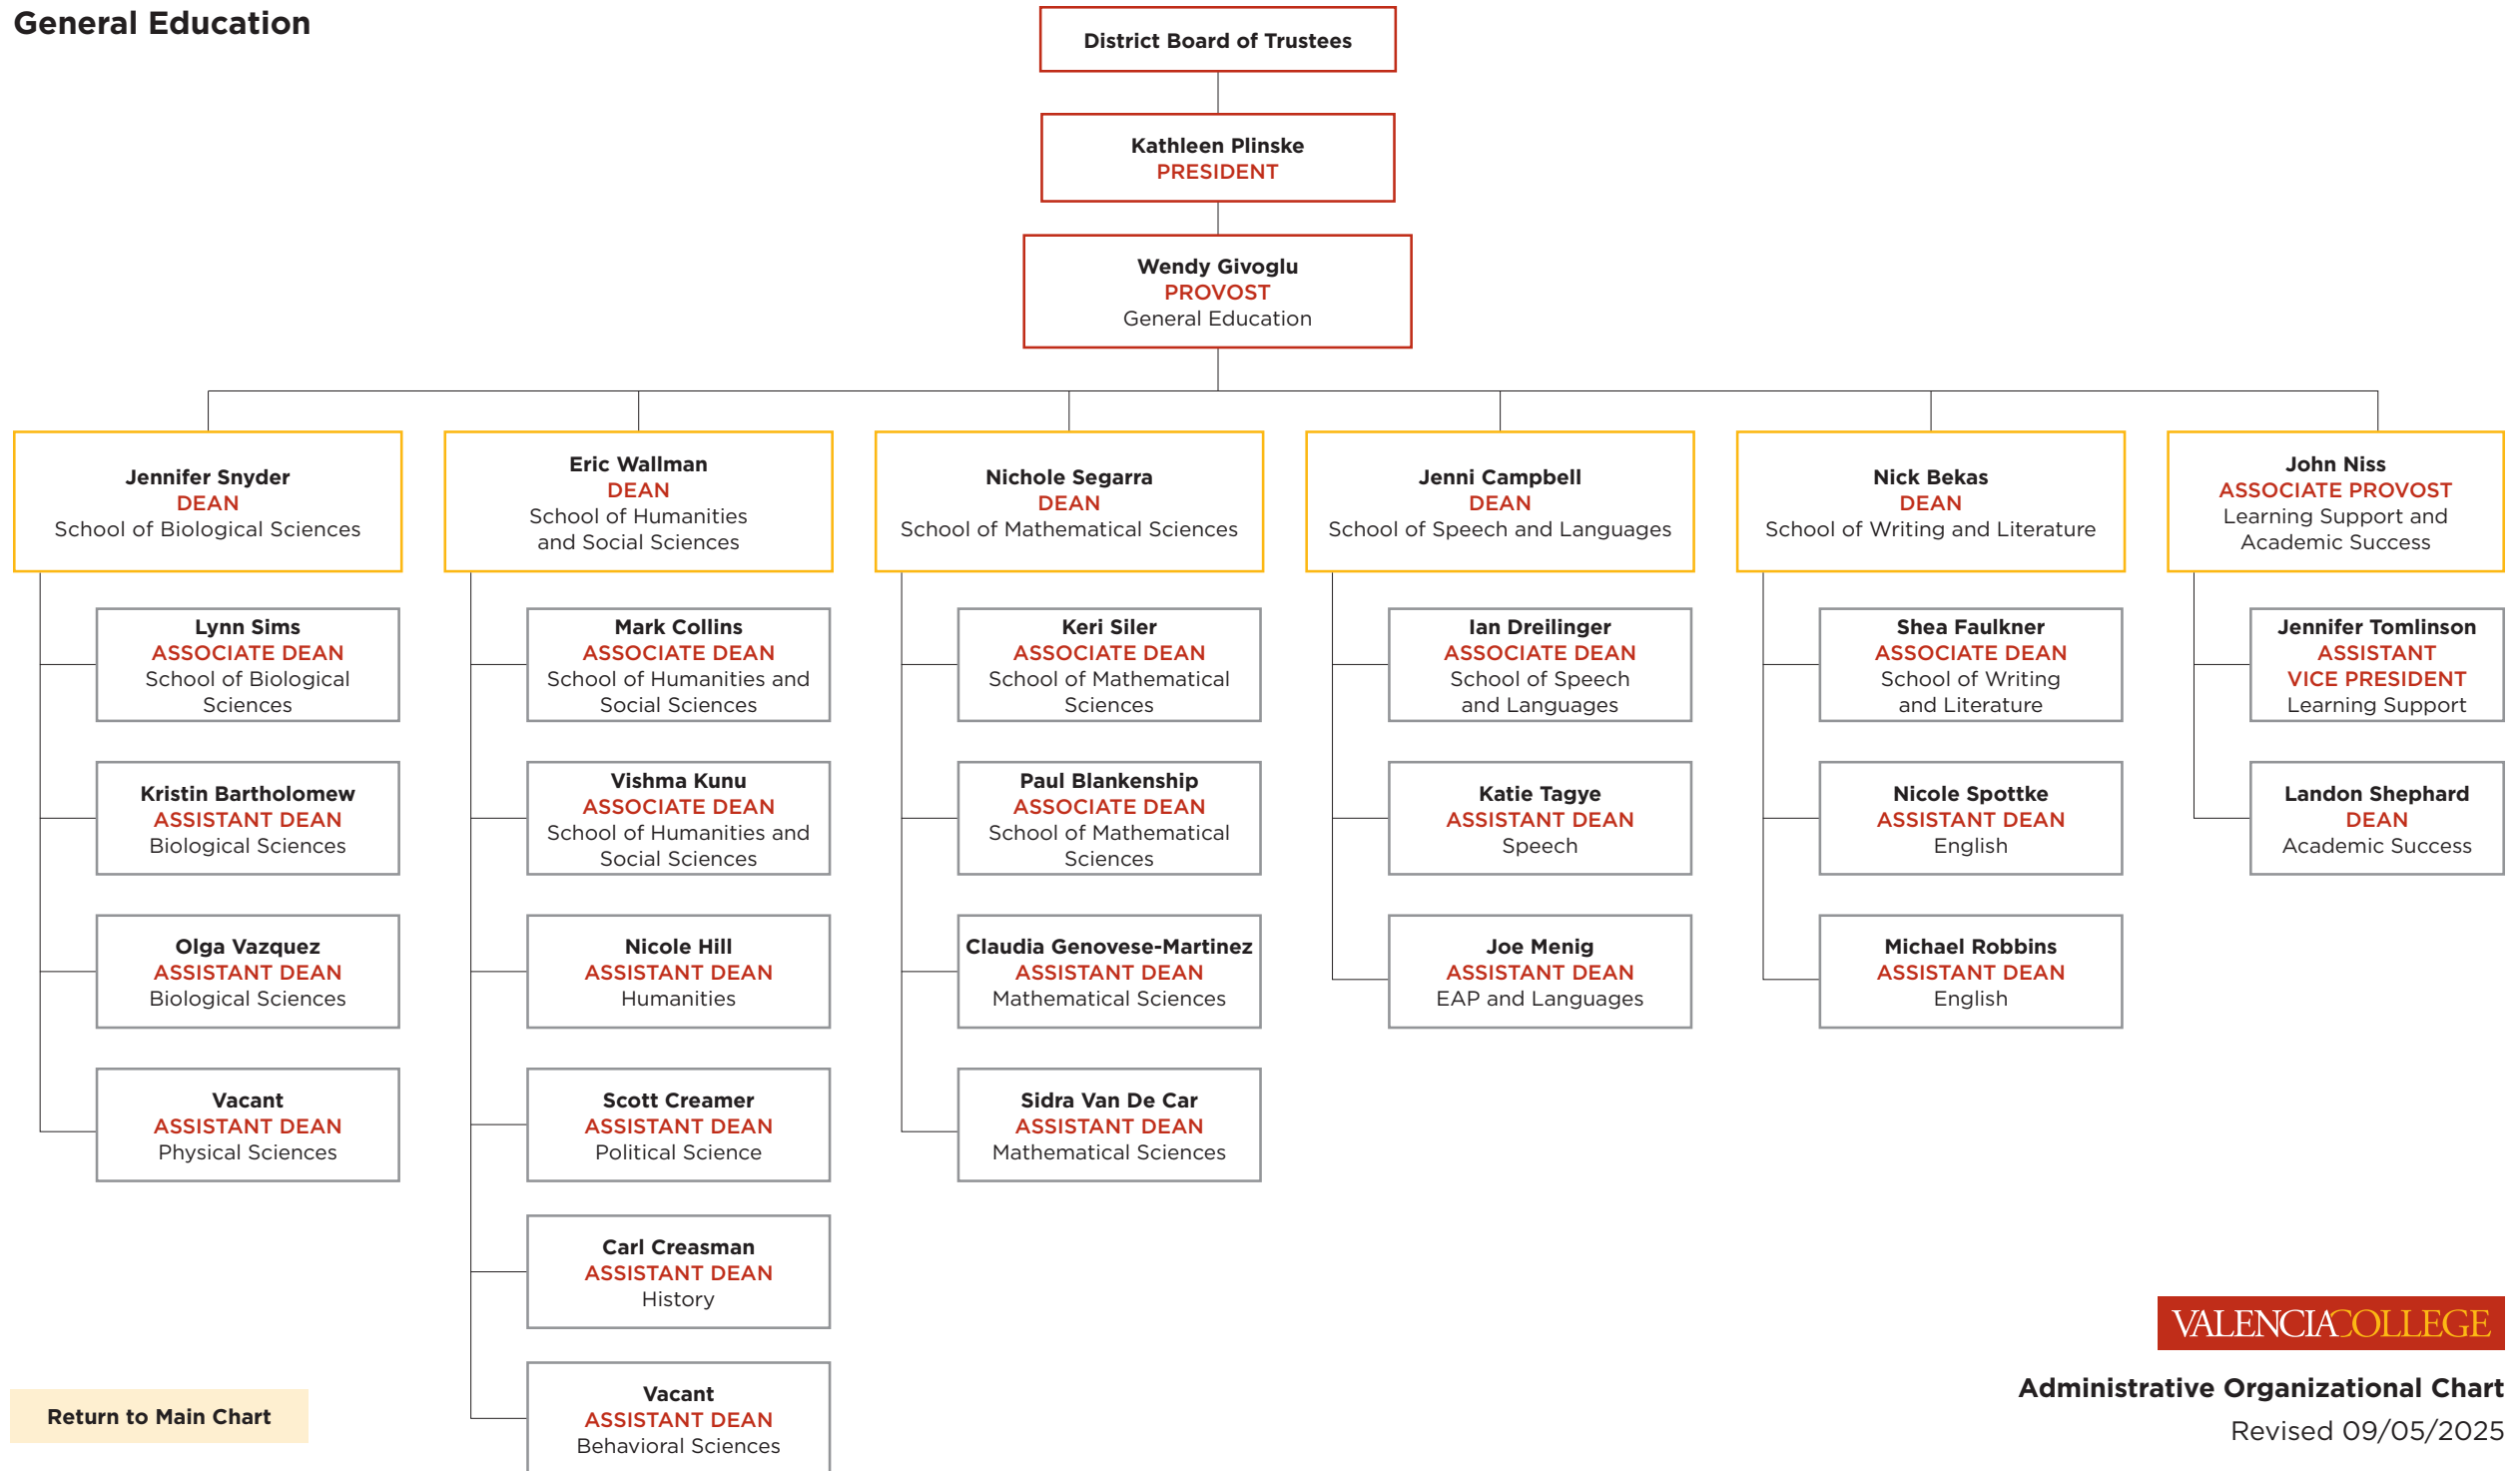 General Education
District Board of Trustees
Kathleen Plinske
PRESIDENT
Wendy Givoglu
PROVOST
General Education
Jennifer Snyder
DEAN
School of Biological Sciences
Lynn Sims
ASSOCIATE DEAN
School of Biological
Sciences
Kristin Bartholomew
ASSISTANT DEAN
Biological Sciences
Olga Vazquez
ASSISTANT DEAN
Biological Sciences
Vacant
ASSISTANT DEAN
Physical Sciences
Eric Wallman
DEAN
School of Humanities
and Social Sciences
Mark Collins
ASSOCIATE DEAN
School of Humanities and
Social Sciences
Vishma Kunu
ASSOCIATE DEAN
School of Humanities and
Social Sciences
Nicole Hill
ASSISTANT DEAN
Humanities
Scott Creamer
ASSISTANT DEAN
Political Science
Carl Creasman
ASSISTANT DEAN
History
Vacant
ASSISTANT DEAN
Behavioral Sciences
Nichole Segarra
DEAN
School of Mathematical Sciences
Keri Siler
ASSOCIATE DEAN
School of Mathematical
Sciences
Paul Blankenship
ASSOCIATE DEAN
School of Mathematical
Sciences
Claudia Genovese-Martinez
ASSISTANT DEAN
Mathematical Sciences
Sidra Van De Car
ASSISTANT DEAN
Mathematical Sciences
Jenni Campbell
DEAN
School of Speech and Languages
Ian Dreilinger
ASSOCIATE DEAN
School of Speech
and Languages
Katie Tagye
ASSISTANT DEAN
Speech
Joe Menig
ASSISTANT DEAN
EAP and Languages
Nick Bekas
DEAN
School of Writing and Literature
Shea Faulkner
ASSOCIATE DEAN
School of Writing
and Literature
Nicole Spottke
ASSISTANT DEAN
English
Michael Robbins
ASSISTANT DEAN
English
John Niss
ASSOCIATE PROVOST
Learning Support and
Academic Success
Jennifer Tomlinson
ASSISTANT
VICE PRESIDENT
Learning Support
Landon Shephard
DEAN
Academic Success
Return to Main Chart
VALENCIACOLLEGE
Administrative Organizational Chart
Revised 09/05/2025